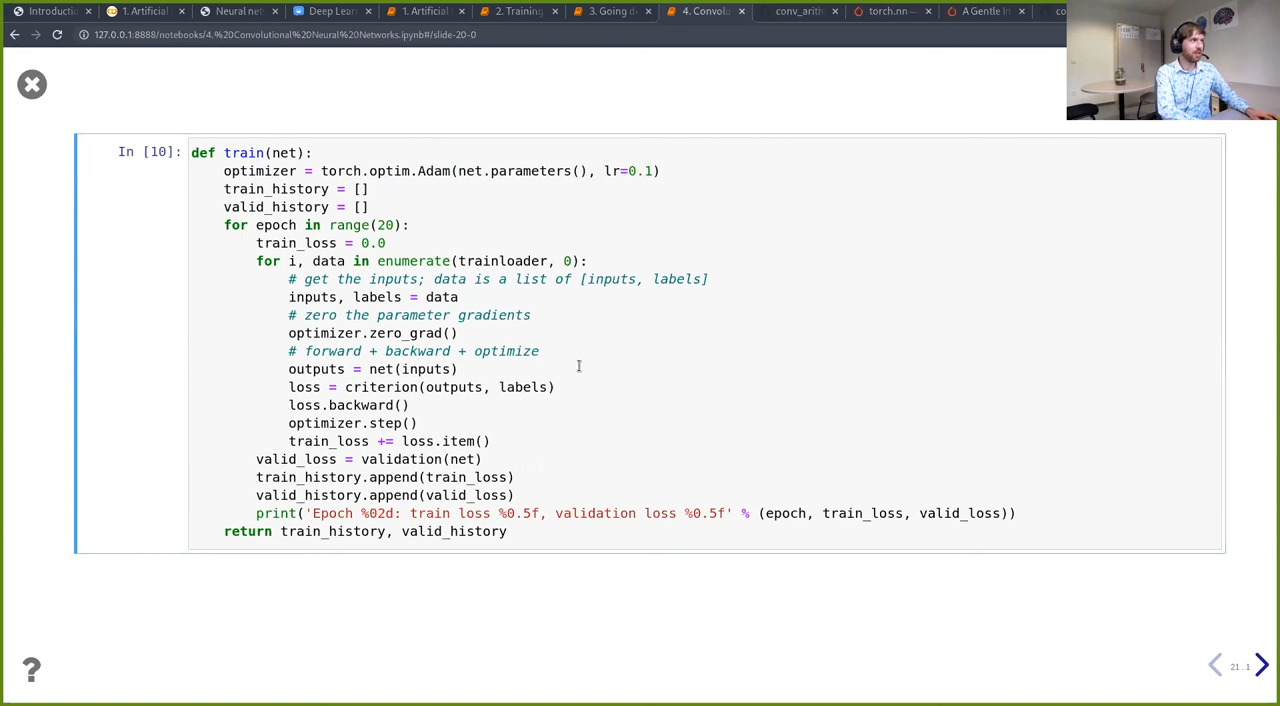 Introductic
1. Artificial
Neural net
Deep Lear
1. Artificial
2. Training
3. Going d
4. Convolu
conv_arith
torch.nn —
A Gentle In
co
127.0.0.1:8888/notebooks/4.%20Convolutional%20Neural%20Networks.ipynb#/slide-20-0
In [10]:
def train(net):
    optimizer = torch.optim.Adam(net.parameters(), lr=0.1)
    train_history = []
    valid_history = []
    for epoch in range(20):
        train_loss = 0.0
        for i, data in enumerate(trainloader, 0):
            # get the inputs; data is a list of [inputs, labels]
            inputs, labels = data
            # zero the parameter gradients
            optimizer.zero_grad()
            # forward + backward + optimize
            outputs = net(inputs)
            loss = criterion(outputs, labels)
            loss.backward()
            optimizer.step()
            train_loss += loss.item()
        valid_loss = validation(net)
        train_history.append(train_loss)
        valid_history.append(valid_loss)
        print('Epoch %02d: train loss %0.5f, validation loss %0.5f' % (epoch, train_loss, valid_loss))
    return train_history, valid_history
?
21.1